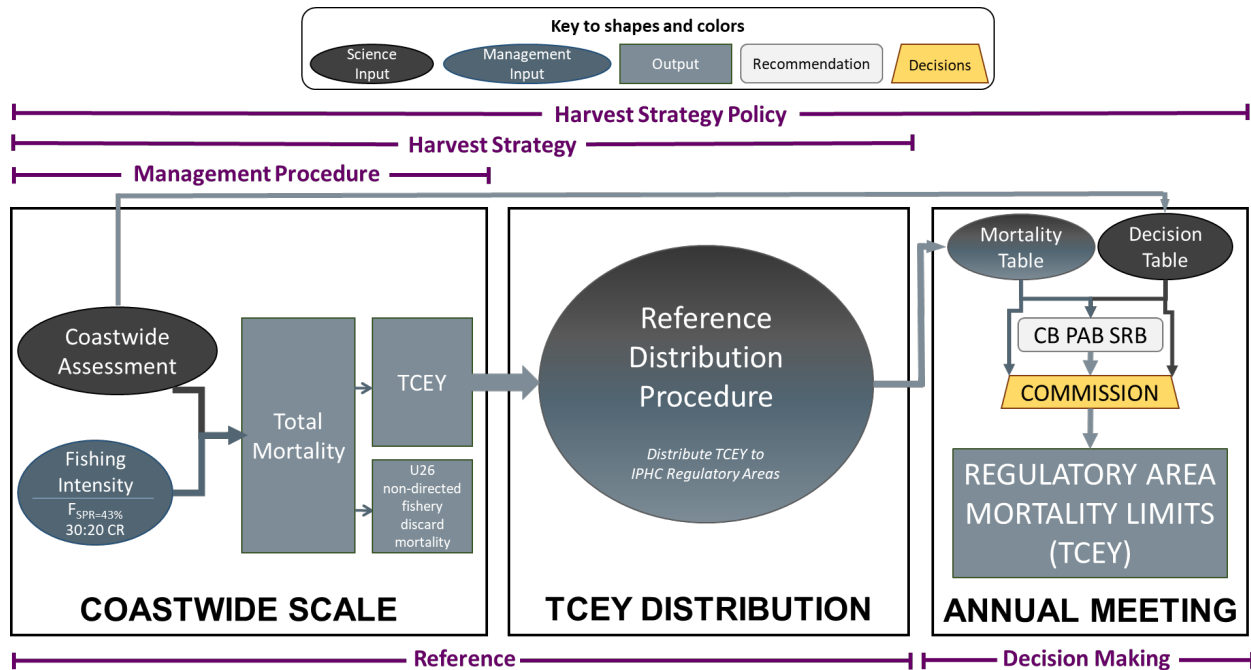 Key to shapes and colors
Science
Input
Management
Input
Output
Recommendation
Decisions
Harvest Strategy Policy
Harvest Strategy
Management Procedure
Coastwide
Assessment
Fishing
Intensity
FSPR=43%
30:20 CR
Total
Mortality
TCEY
U26
non-directed
fishery
discard
mortality
COASTWIDE SCALE
Reference
Distribution
Procedure
Distribute TCEY to
IPHC Regulatory Areas
TCEY DISTRIBUTION
Mortality
Table
Decision
Table
CB PAB SRB
COMMISSION
REGULATORY AREA
MORTALITY LIMITS
(TCEY)
ANNUAL MEETING
Reference
Decision Making